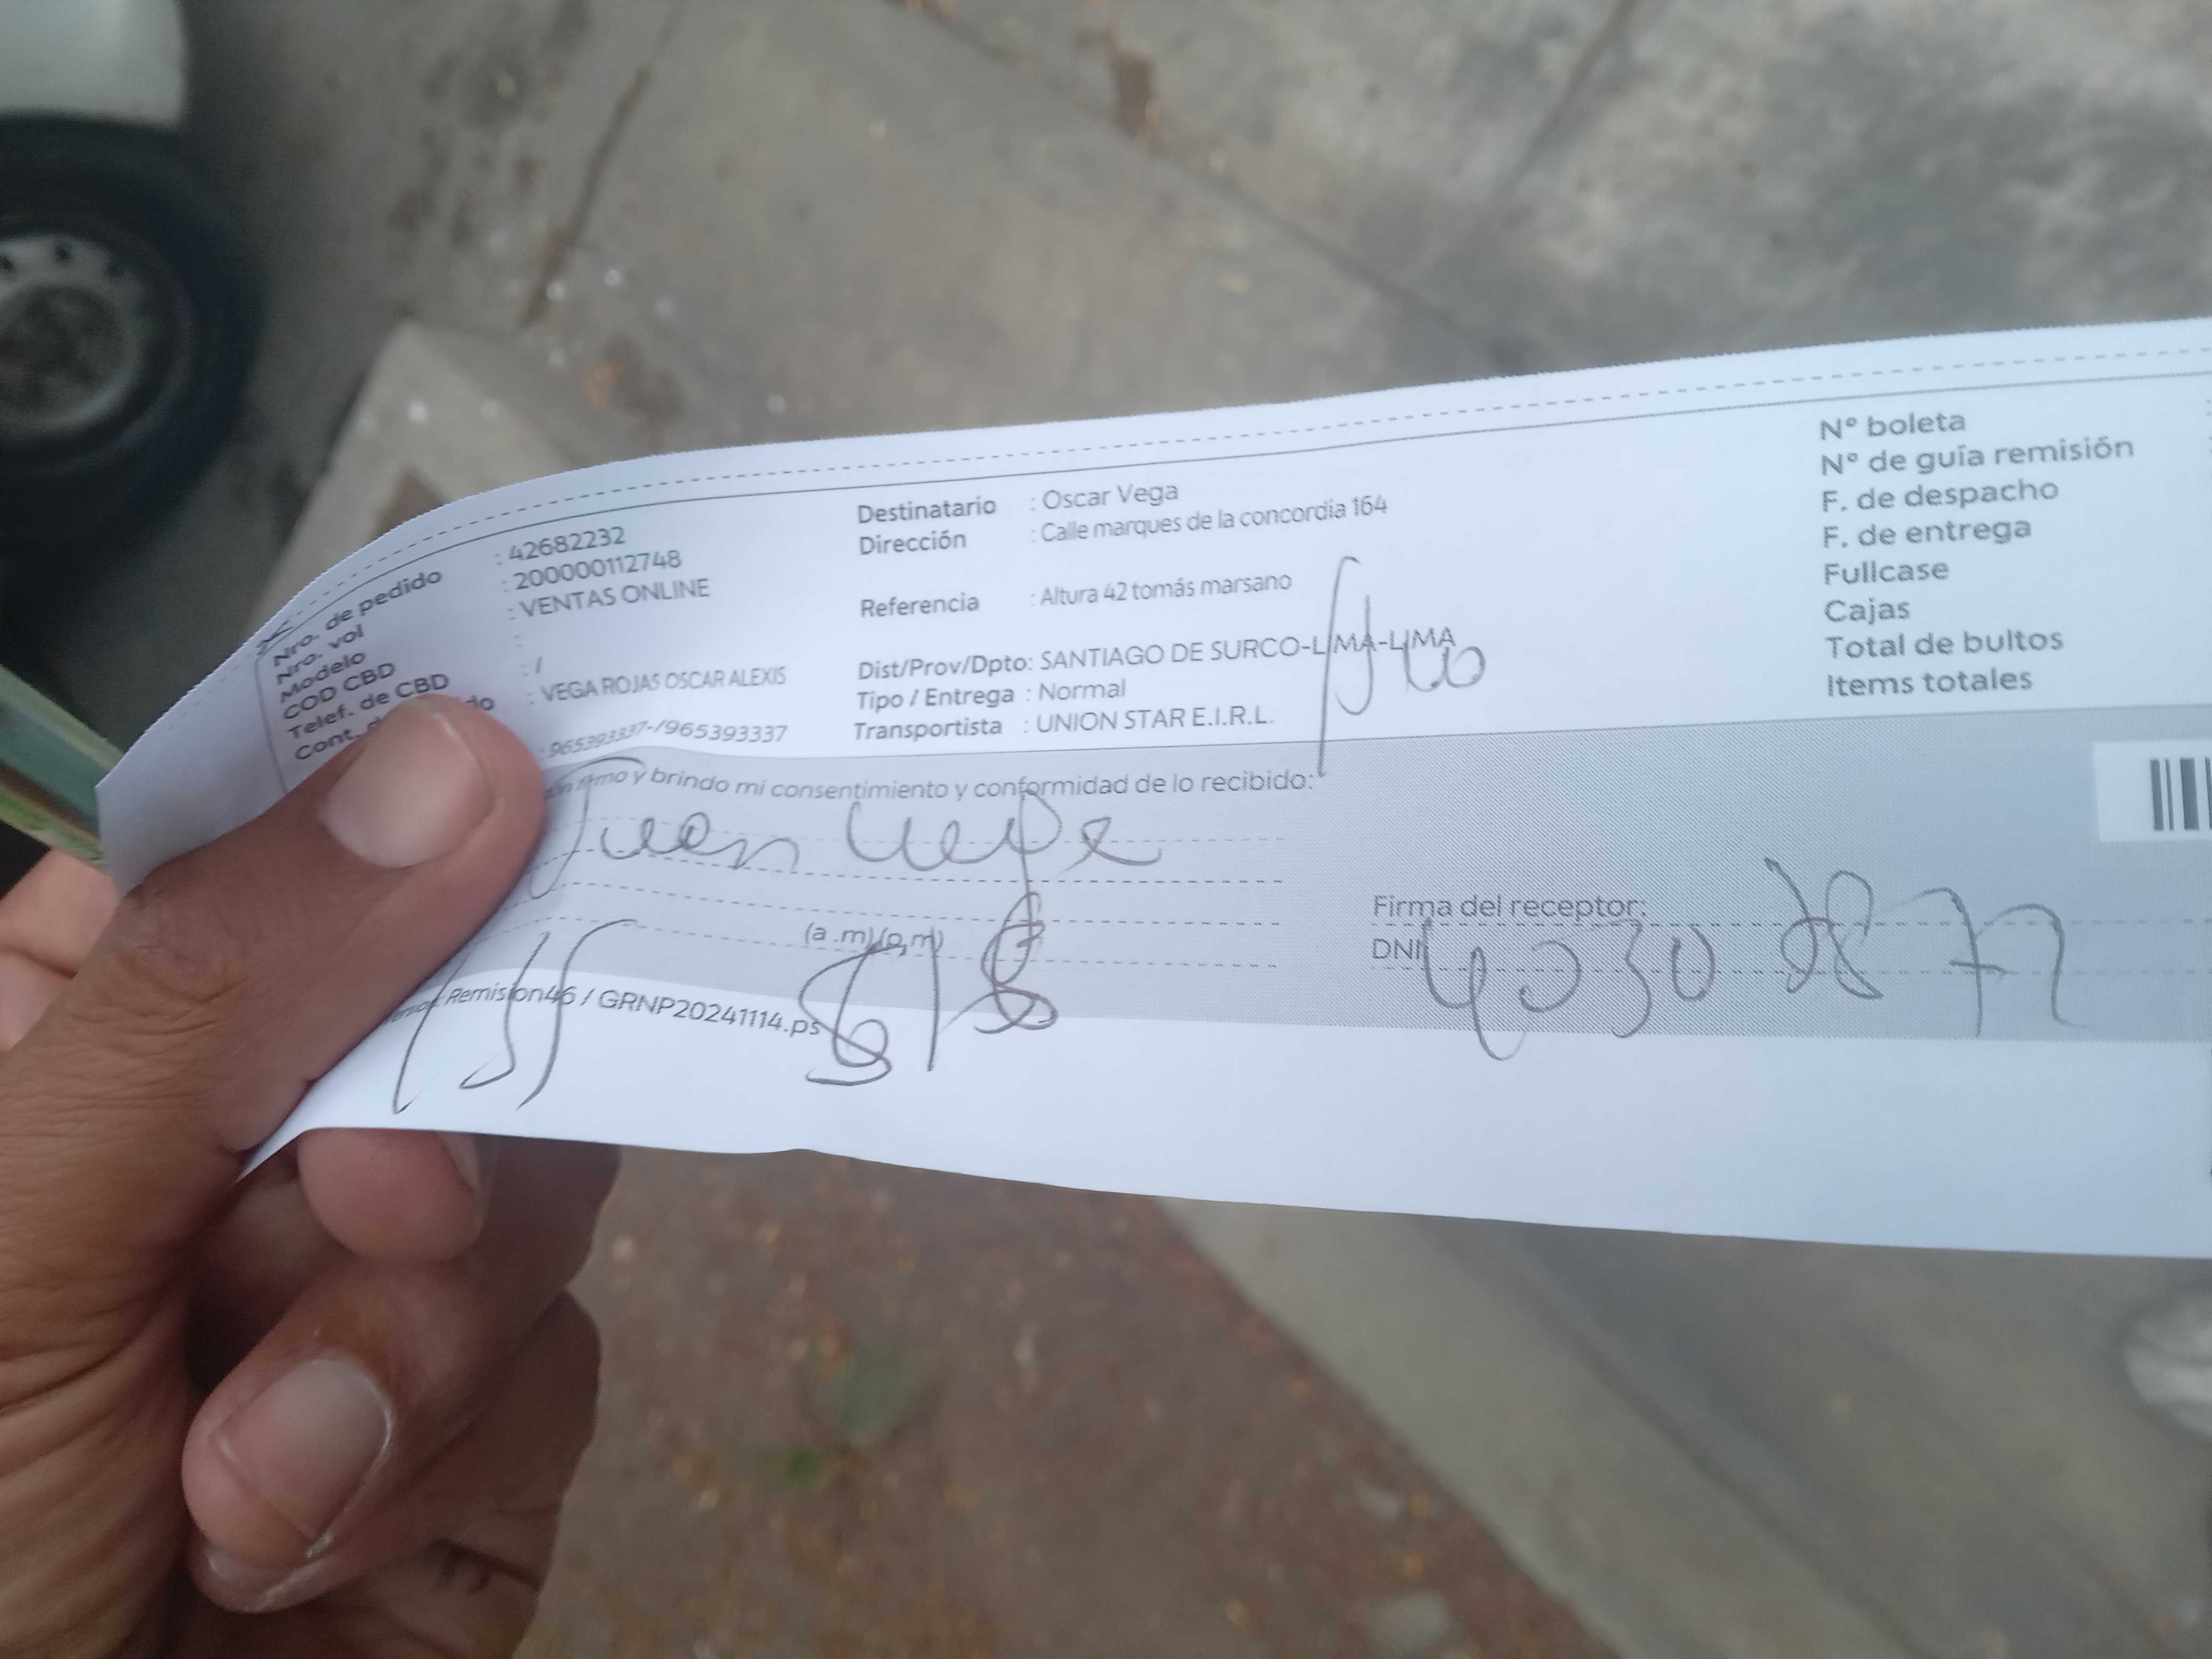 Nro. de pedido : 42682232
Nro. vol : 200000112748
Modelo : VENTAS ONLINE
COD CBD :
Telef. de CBD : /
Cont. do : VEGA ROJAS OSCAR ALEXIS
: 965393337-/965393337
Destinatario : Oscar Vega
Dirección : Calle marques de la concordia 164
Referencia : Altura 42 tomás marsano
Dist/Prov/Dpto: SANTIAGO DE SURCO-LIMA-LIMA
Tipo / Entrega : Normal
Transportista : UNION STAR E.I.R.L.
N° boleta
N° de guía remisión
F. de despacho
F. de entrega
Fullcase
Cajas
Total de bultos
Items totales
firmo y brindo mi consentimiento y conformidad de lo recibido:
Juan
(a .m) (p.m)
Firma del receptor:
DNI
Remision46 / GRNP20241114.ps